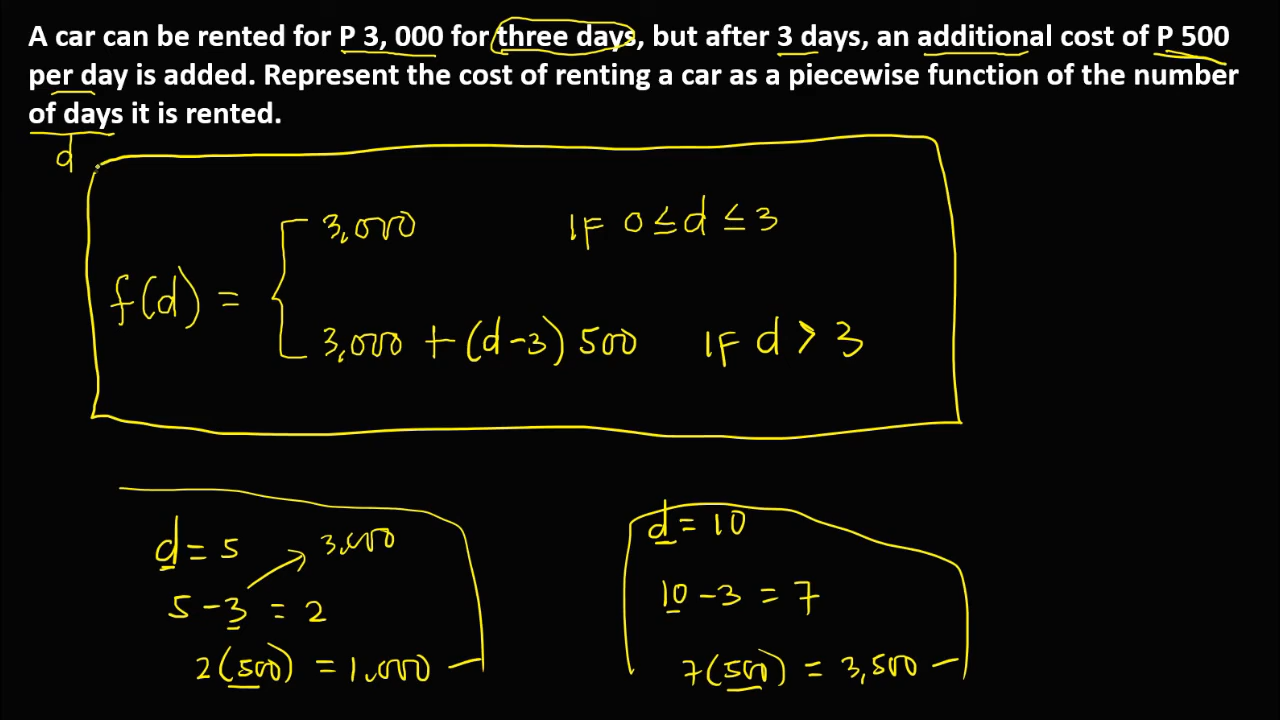 A car can be rented for P 3, 000 for three days, but after 3 days, an additional cost of P 500
per day is added. Represent the cost of renting a car as a piecewise function of the number
of days it is rented.
d
3,000 IF 0 ≤ d ≤ 3
f(d) =
3,000 + (d-3) 500 IF d > 3
d = 5 3,000
5 - 3 = 2
2(500) = 1,000
d = 10
10 - 3 = 7
7(500) = 3,500